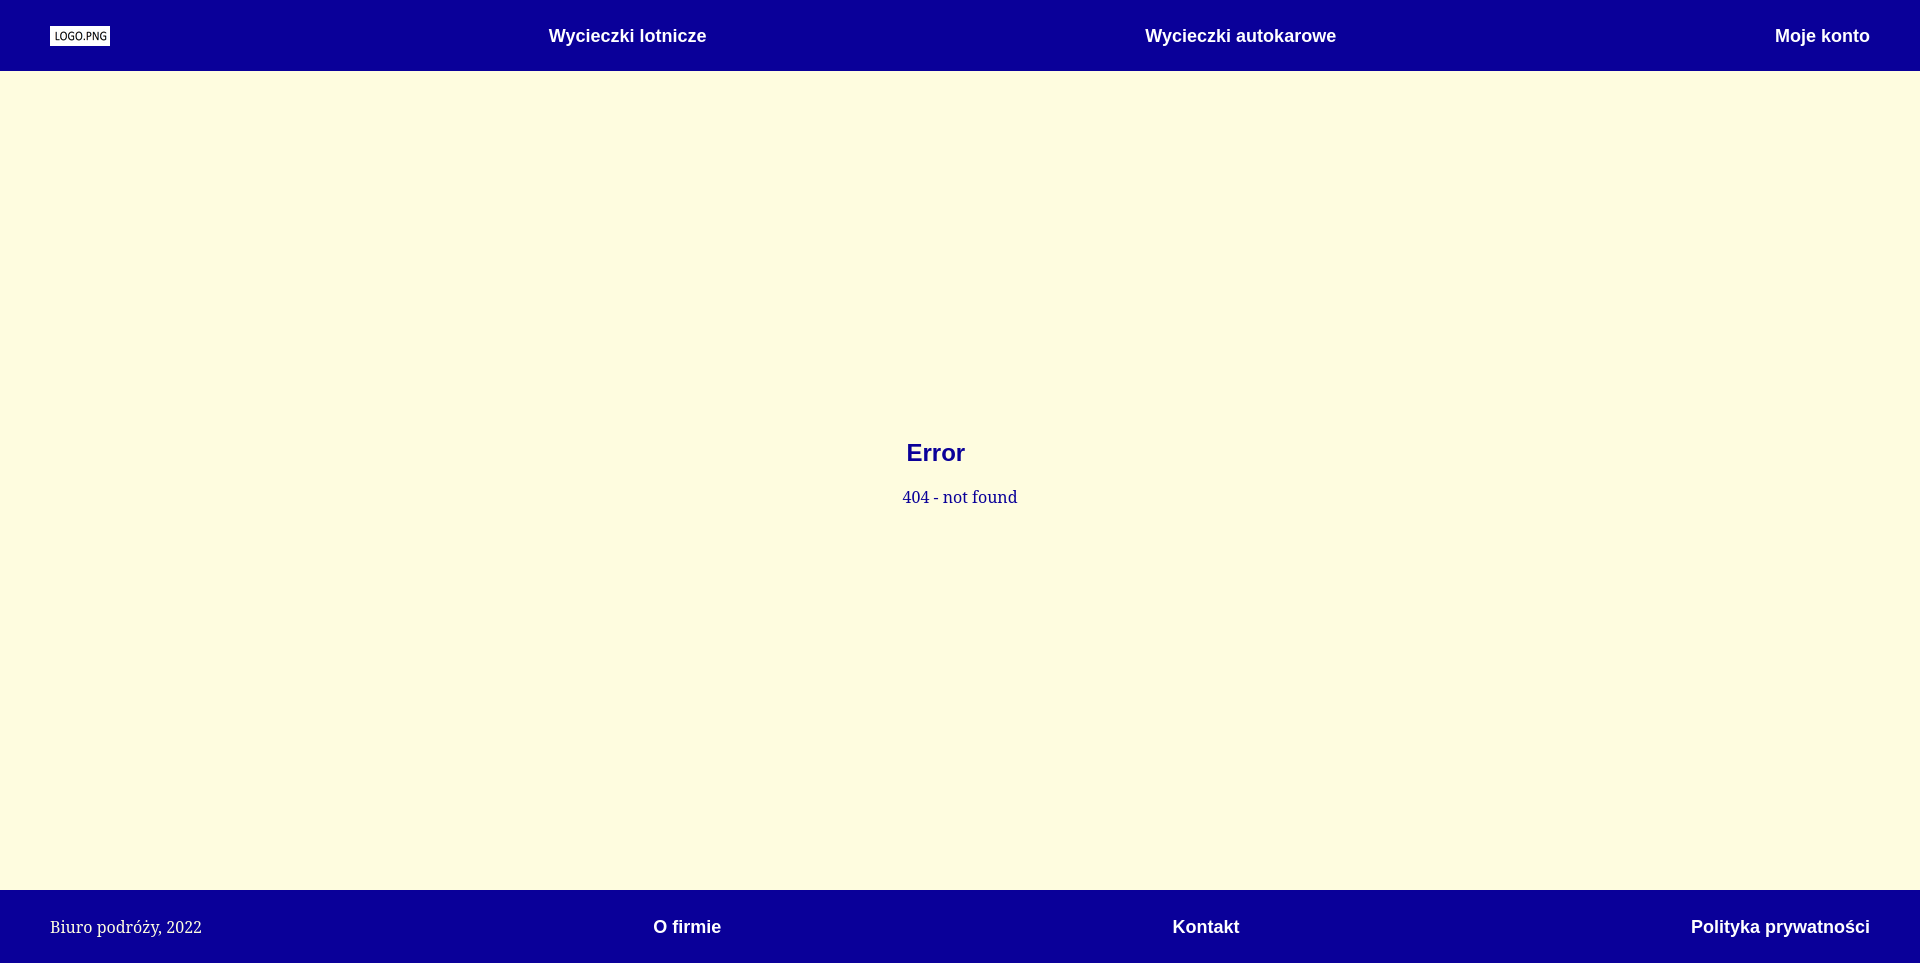 LOGO.PNG
Wycieczki lotnicze
Wycieczki autokarowe
Moje konto
Error
404 - not found
Biuro podróży, 2022
O firmie
Kontakt
Polityka prywatności